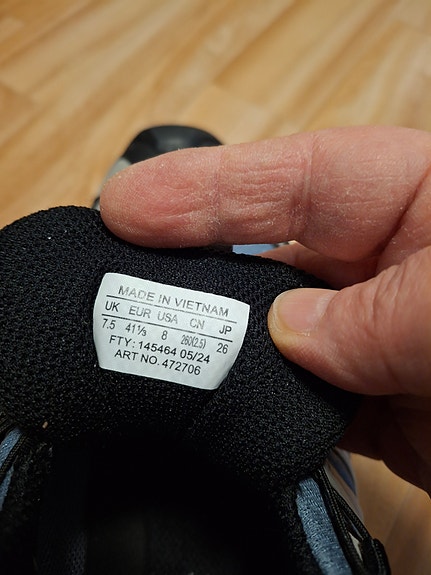 MADE IN VIETNAM
UK EUR USA CN JP
7.5 41⅓ 8 260(2.5) 26
FTY: 145464 05/24
ART NO. 472706